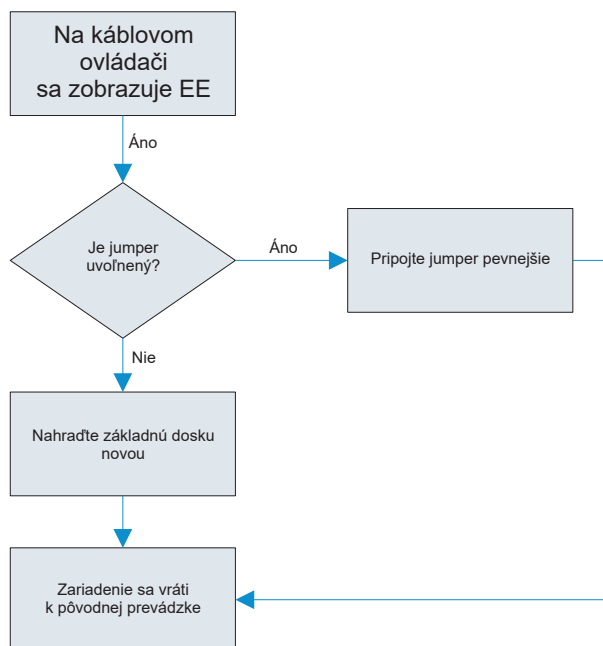 Na káblovom
ovládači
sa zobrazuje EE
Áno
Je jumper
uvoľnený?
Áno
Pripojte jumper pevnejšie
Nie
Nahraďte základnú dosku
novou
Zariadenie sa vráti
k pôvodnej prevádzke